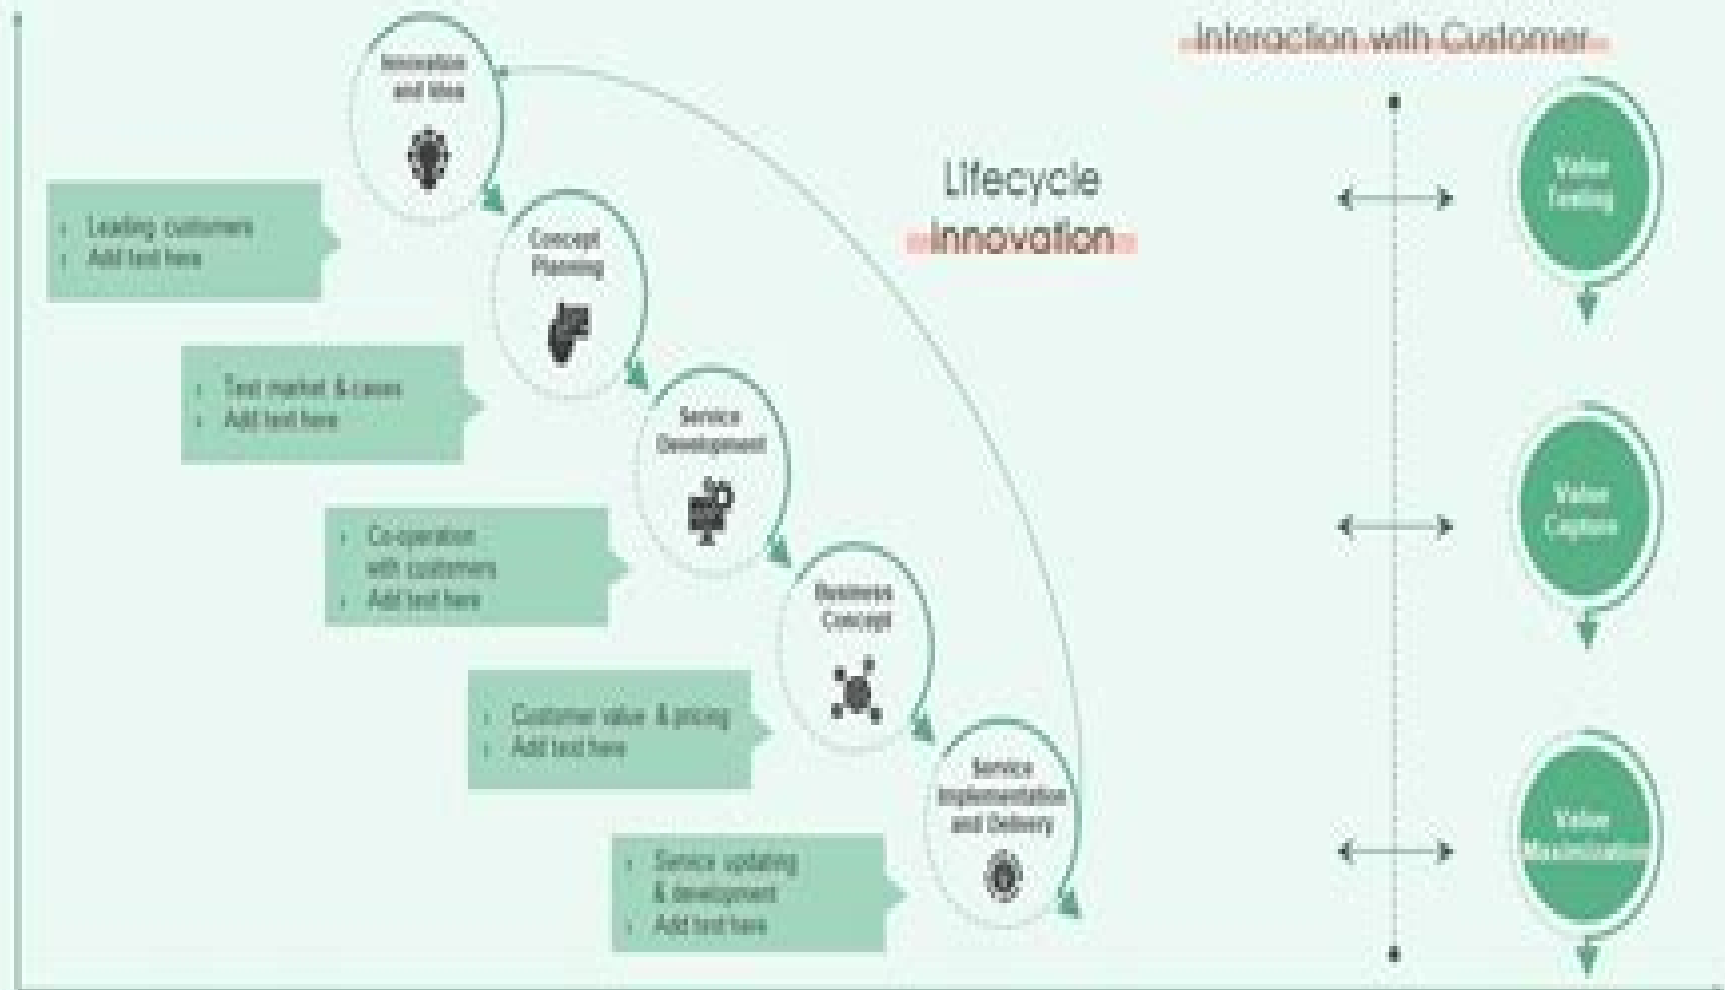 Interaction with Customer
Innovation
and Idea
Lifecycle
Innovation
Value
Testing
Leading customers
Add text here
Concept
Planning
Test market & cases
Add text here
Service
Development
Value
Capture
Co-operation
with customers
Add text here
Business
Concept
Customer value & pricing
Add text here
Service
Implementation
and Delivery
Value
Maximization
Service updating
& development
Add text here